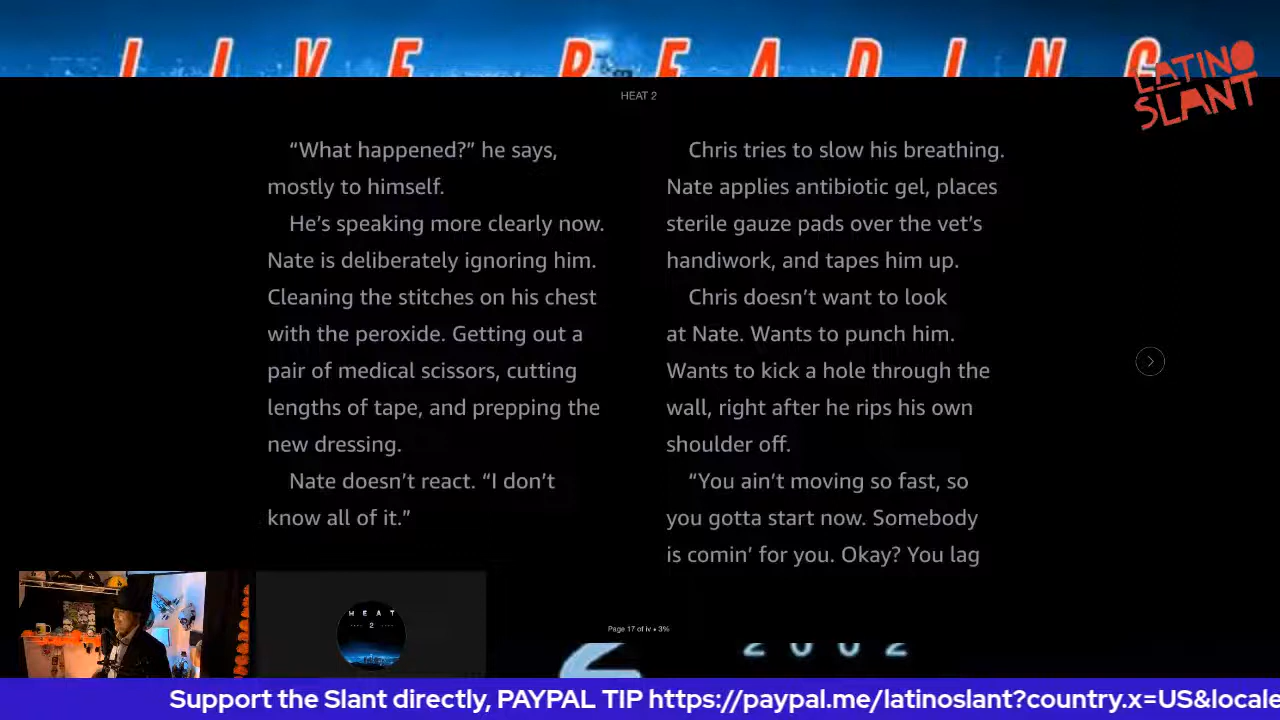 LIVE READING
LATINO
SLANT
HEAT 2
“What happened?” he says,
mostly to himself.
He’s speaking more clearly now.
Nate is deliberately ignoring him.
Cleaning the stitches on his chest
with the peroxide. Getting out a
pair of medical scissors, cutting
lengths of tape, and prepping the
new dressing.
Nate doesn’t react. “I don’t
know all of it.”
Chris tries to slow his breathing.
Nate applies antibiotic gel, places
sterile gauze pads over the vet’s
handiwork, and tapes him up.
Chris doesn’t want to look
at Nate. Wants to punch him.
Wants to kick a hole through the
wall, right after he rips his own
shoulder off.
“You ain’t moving so fast, so
you gotta start now. Somebody
is comin’ for you. Okay? You lag
HEAT
2
Page 17 of iv • 3%
2002
Support the Slant directly, PAYPAL TIP https://paypal.me/latinoslant?country.x=US&locale